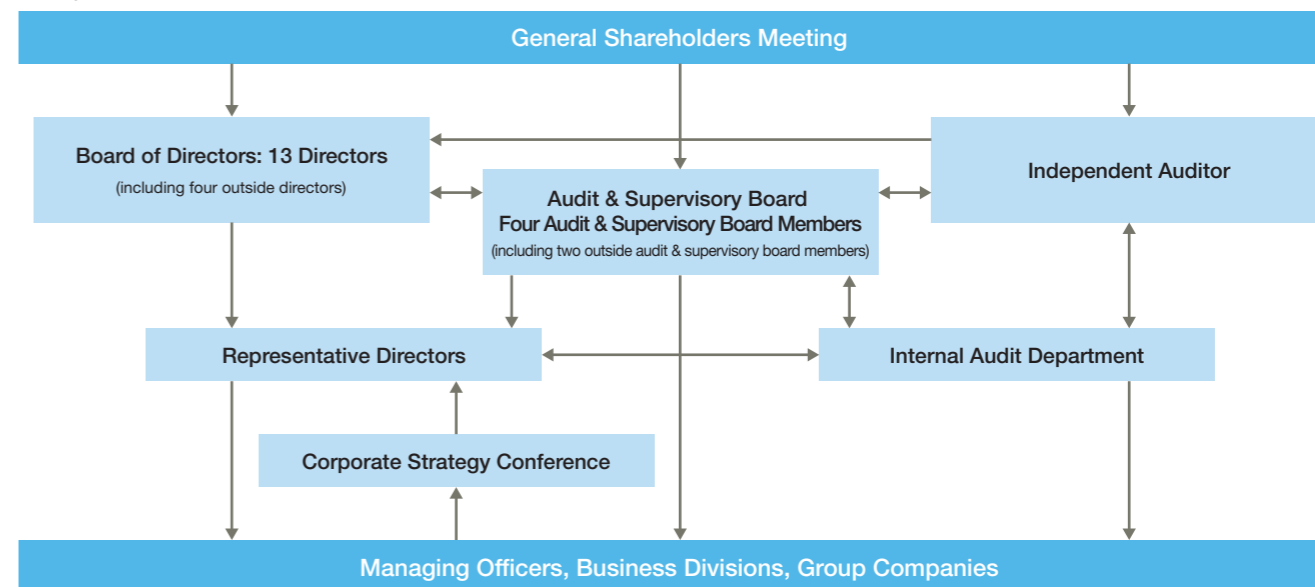 General Shareholders Meeting
Board of Directors: 13 Directors
(including four outside directors)
Audit & Supervisory Board
Four Audit & Supervisory Board Members
(including two outside audit & supervisory board members)
Independent Auditor
Representative Directors
Internal Audit Department
Corporate Strategy Conference
Managing Officers, Business Divisions, Group Companies